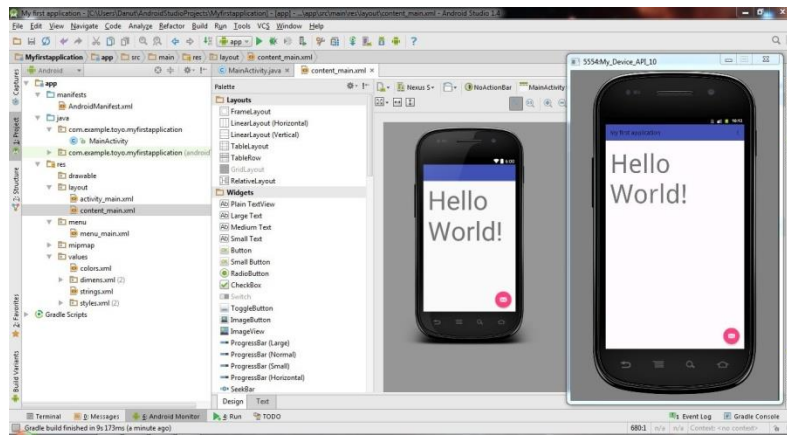 My first application - [C:\Users\Danut\AndroidStudioProjects\Myfirstapplication] - [app] - ...\app\src\main\res\layout\content_main.xml - Android Studio 1.4
File Edit View Navigate Code Analyze Refactor Build Run Tools VCS Window Help
app
Myfirstapplication app src main res layout content_main.xml
Android
MainActivity.java
content_main.xml
Captures
1: Project
2: Structure
2: Favorites
Build Variants
app
manifests
AndroidManifest.xml
java
com.example.toyo.myfirstapplication
MainActivity
com.example.toyo.myfirstapplication (android
res
drawable
layout
activity_main.xml
content_main.xml
menu
menu_main.xml
mipmap
values
colors.xml
dimens.xml (2)
strings.xml
styles.xml (2)
Gradle Scripts
Palette
Layouts
FrameLayout
LinearLayout (Horizontal)
LinearLayout (Vertical)
TableLayout
TableRow
GridLayout
RelativeLayout
Widgets
Plain TextView
Large Text
Medium Text
Small Text
Button
Small Button
RadioButton
CheckBox
Switch
ToggleButton
ImageButton
ImageView
ProgressBar (Large)
ProgressBar (Normal)
ProgressBar (Small)
ProgressBar (Horizontal)
SeekBar
Design Text
Nexus S NoActionBar MainActivity
6:00
Hello
World!
5554:My_Device_API_10
My first application
Hello
World!
Terminal 0: Messages 6: Android Monitor 4: Run TODO
Event Log Gradle Console
Gradle build finished in 9s 173ms (a minute ago)
680:1 n/a n/a Context: <no context>